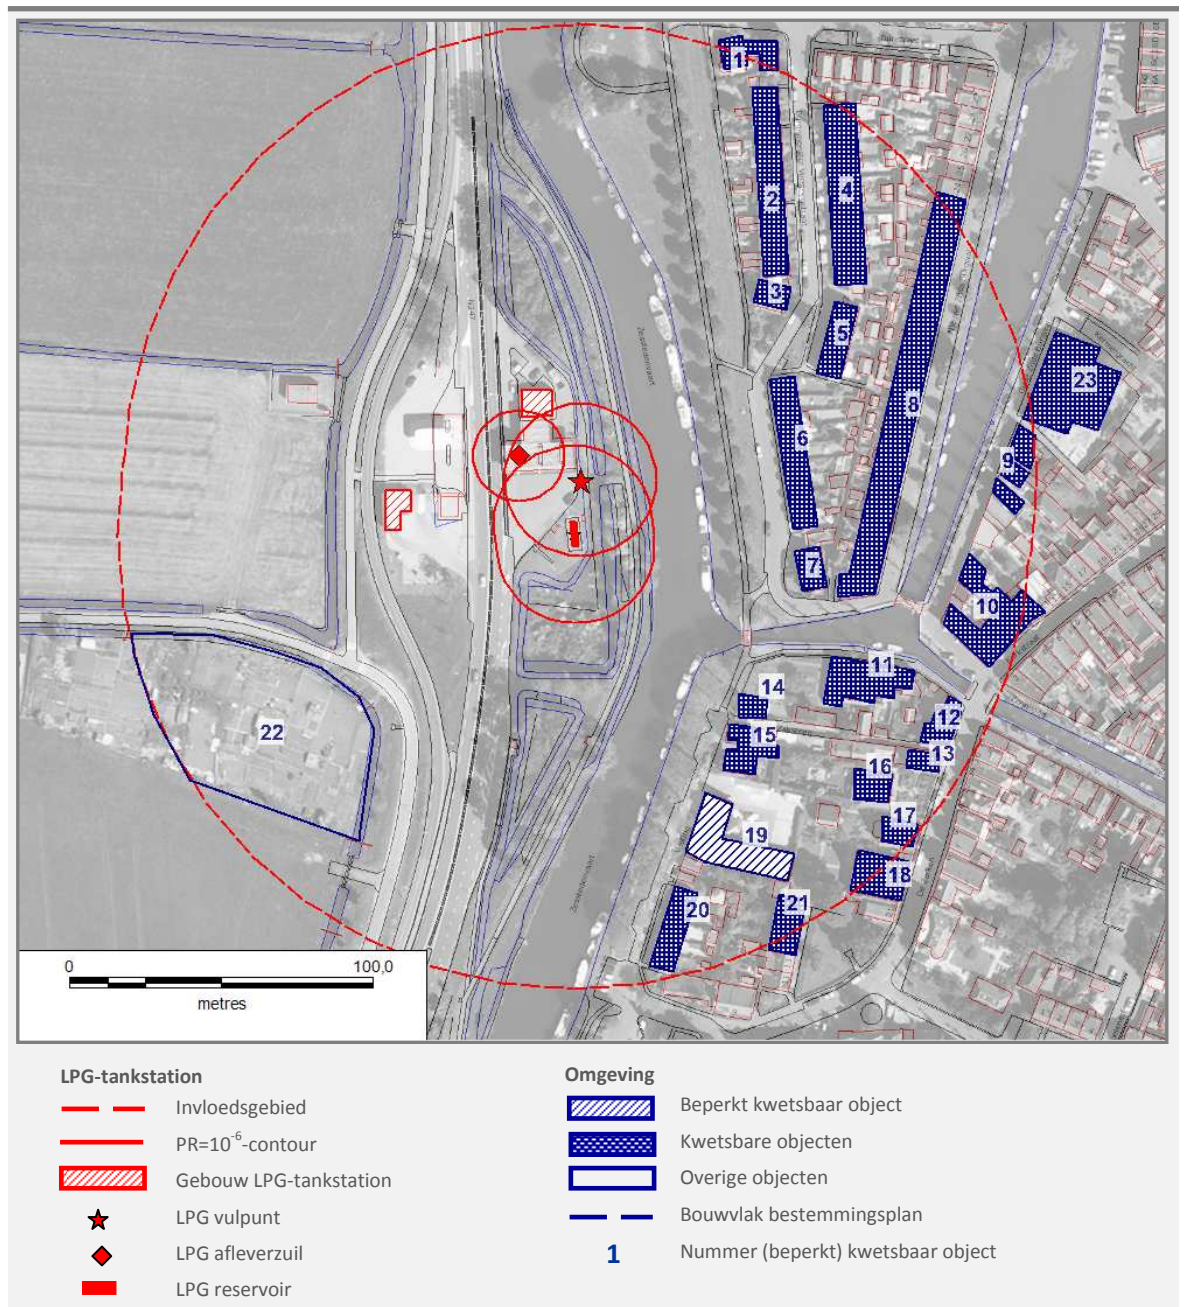 1
2
3
4
5
6
7
8
9
10
11
12
13
14
15
16
17
18
19
20
21
22
23
N247
0 100,0
metres
LPG-tankstation
Invloedsgebied
PR=10⁻⁶-contour
Gebouw LPG-tankstation
LPG vulpunt
LPG afleverzuil
LPG reservoir
Omgeving
Beperkt kwetsbaar object
Kwetsbare objecten
Overige objecten
Bouwvlak bestemmingsplan
1 Nummer (beperkt) kwetsbaar object